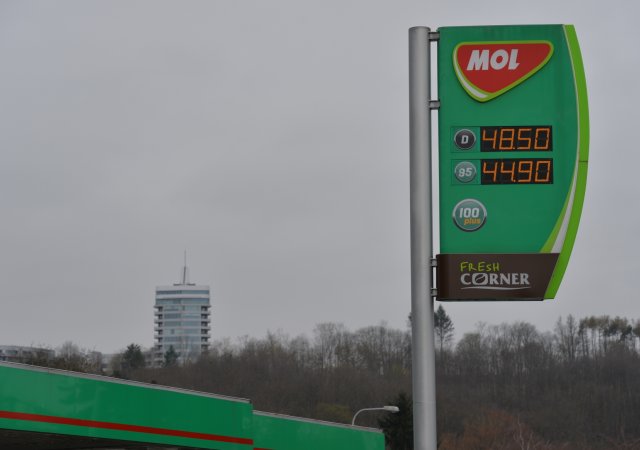 MOL
D 48.50
95 44.90
100
plus
FRESH
CORNER